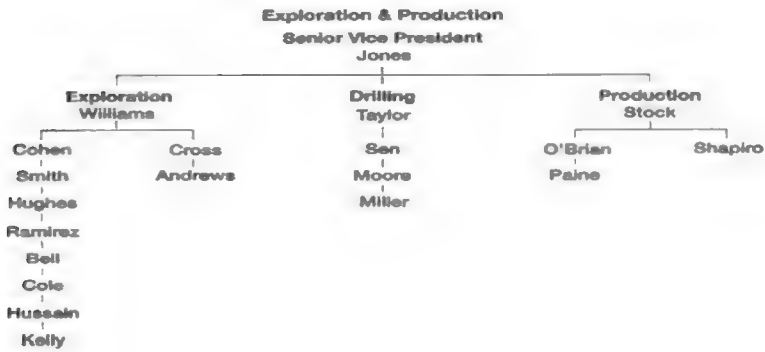 Exploration & Production
Senior Vice President
Jones
Exploration Drilling Production
Williams Taylor Stock
Cohen Cross Sen O'Brian Shapiro
Smith Andrews Moore Paine
Hughes Miller
Ramirez
Bell
Cole
Hussain
Kelly